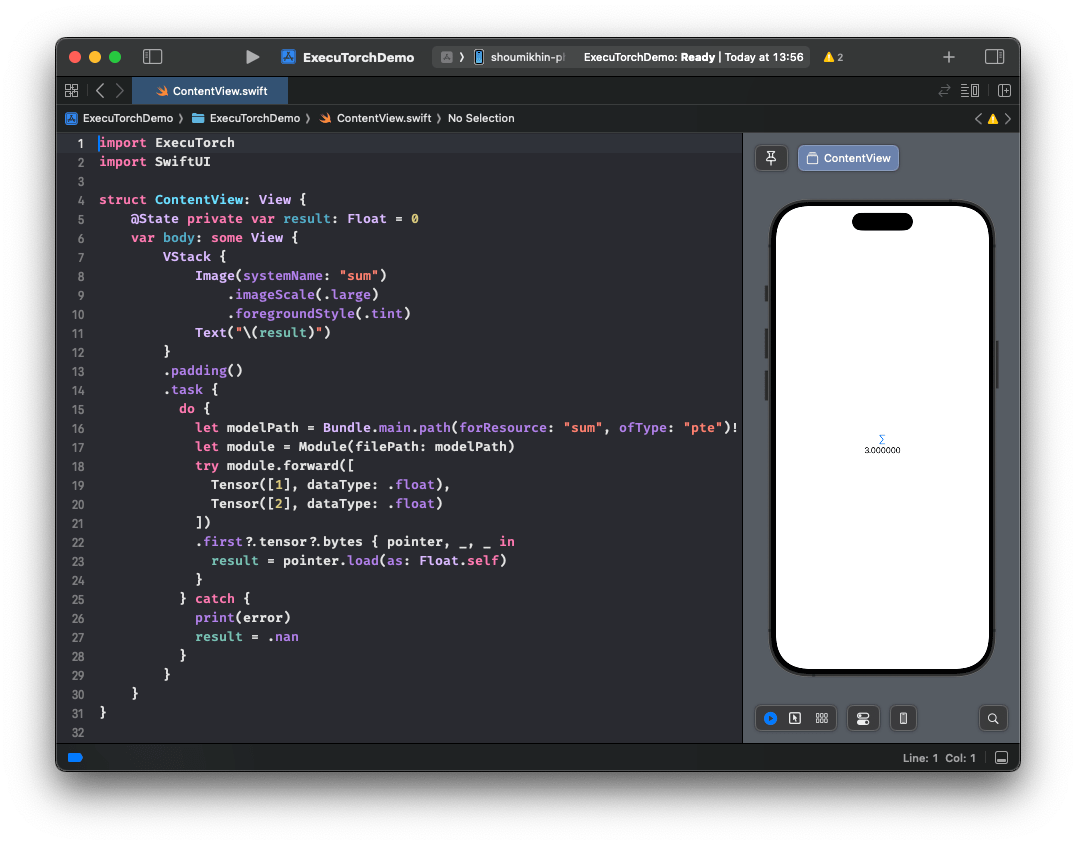 ExecuTorchDemo
shoumikhin-p
ExecuTorchDemo: Ready | Today at 13:56
2
ContentView.swift
ExecuTorchDemo 〉 ExecuTorchDemo 〉 ContentView.swift 〉 No Selection
1 import ExecuTorch
2 import SwiftUI
3
4 struct ContentView: View {
5     @State private var result: Float = 0
6     var body: some View {
7         VStack {
8             Image(systemName: "sum")
9                 .imageScale(.large)
10                 .foregroundStyle(.tint)
11             Text("\(result)")
12         }
13         .padding()
14         .task {
15           do {
16             let modelPath = Bundle.main.path(forResource: "sum", ofType: "pte")!
17             let module = Module(filePath: modelPath)
18             try module.forward([
19               Tensor([1], dataType: .float),
20               Tensor([2], dataType: .float)
21             ])
22             .first?.tensor?.bytes { pointer, _, _ in
23               result = pointer.load(as: Float.self)
24             }
25           } catch {
26             print(error)
27             result = .nan
28           }
29         }
30     }
31 }
32
ContentView
∑
3.000000
Line: 1 Col: 1